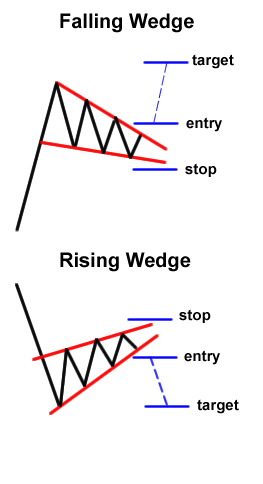 Falling Wedge
target
entry
stop
Rising Wedge
stop
entry
target